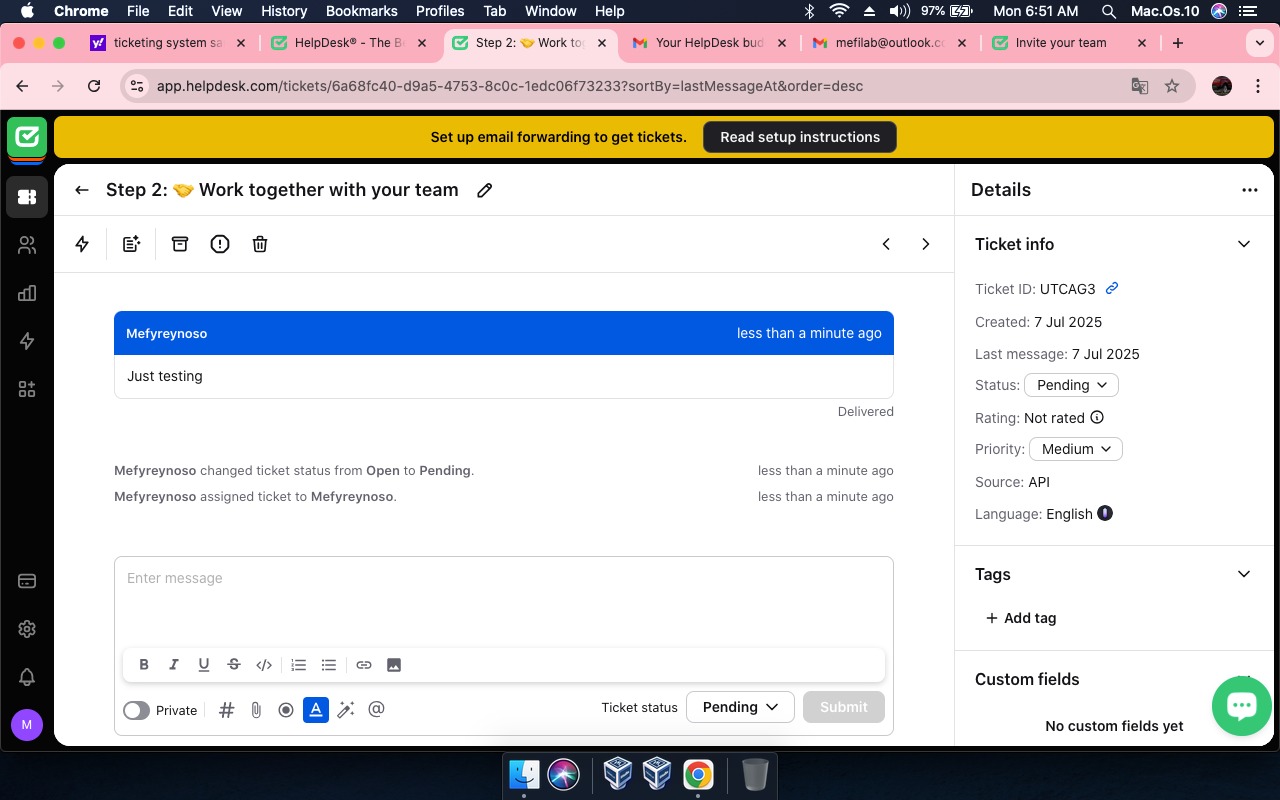 Chrome File Edit View History Bookmarks Profiles Tab Window Help 97% Mon 6:51 AM Mac.Os.10
ticketing system sa HelpDesk® - The B Step 2: 🤝 Work tog Your HelpDesk bud mefilab@outlook.c Invite your team
app.helpdesk.com/tickets/6a68fc40-d9a5-4753-8c0c-1edc06f73233?sortBy=lastMessageAt&order=desc
Set up email forwarding to get tickets. Read setup instructions
Step 2: 🤝 Work together with your team
Details
Ticket info
Ticket ID: UTCAG3
Created: 7 Jul 2025
Last message: 7 Jul 2025
Status: Pending
Rating: Not rated
Priority: Medium
Source: API
Language: English
Tags
+ Add tag
Custom fields
No custom fields yet
Mefyreynoso less than a minute ago
Just testing
Delivered
Mefyreynoso changed ticket status from Open to Pending. less than a minute ago
Mefyreynoso assigned ticket to Mefyreynoso. less than a minute ago
Enter message
B I U S </>
Private # A @ Ticket status Pending Submit
M